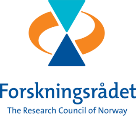 Forskningsrådet
The Research Council of Norway